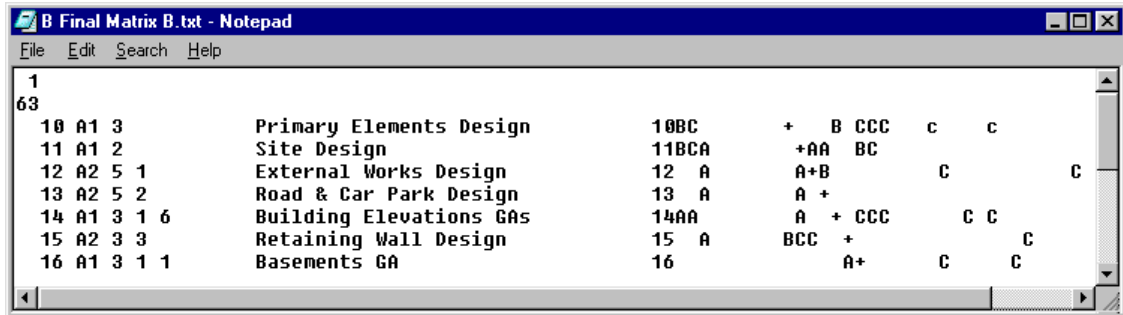 B Final Matrix B.txt - Notepad
File Edit Search Help
 1
63
  10 A1 3          Primary Elements Design          10BC       +   B CCC   c    c
  11 A1 2          Site Design                      11BCA       +AA  BC
  12 A2 5 1        External Works Design            12  A       A+B         C          C
  13 A2 5 2        Road & Car Park Design           13  A       A +
  14 A1 3 1 6      Building Elevations GAs          14AA        A  + CCC      C C
  15 A2 3 3        Retaining Wall Design            15  A      BCC  +              C
  16 A1 3 1 1      Basements GA                     16              A+      C     C